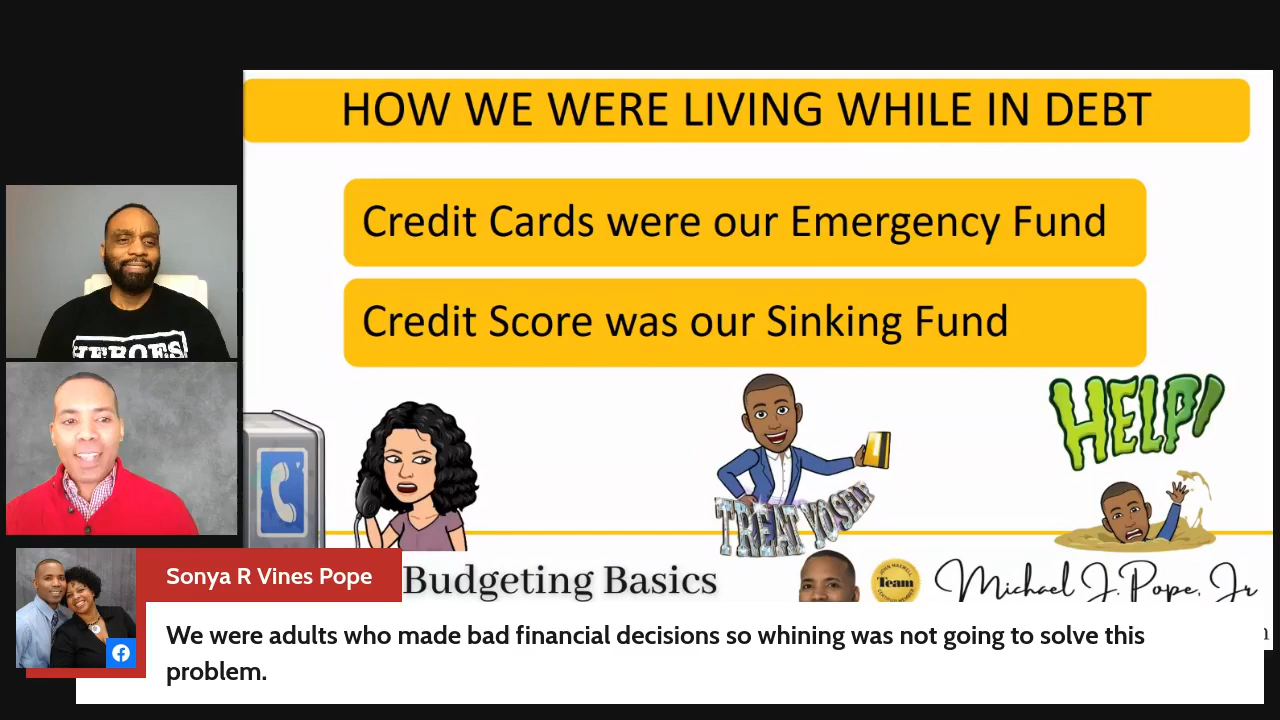 HOW WE WERE LIVING WHILE IN DEBT
Credit Cards were our Emergency Fund
Credit Score was our Sinking Fund
HEROES
HELP!
TREAT YO SELF
Budgeting Basics
Team
Michael J. Pope, Jr
Sonya R Vines Pope
We were adults who made bad financial decisions so whining was not going to solve this
problem.